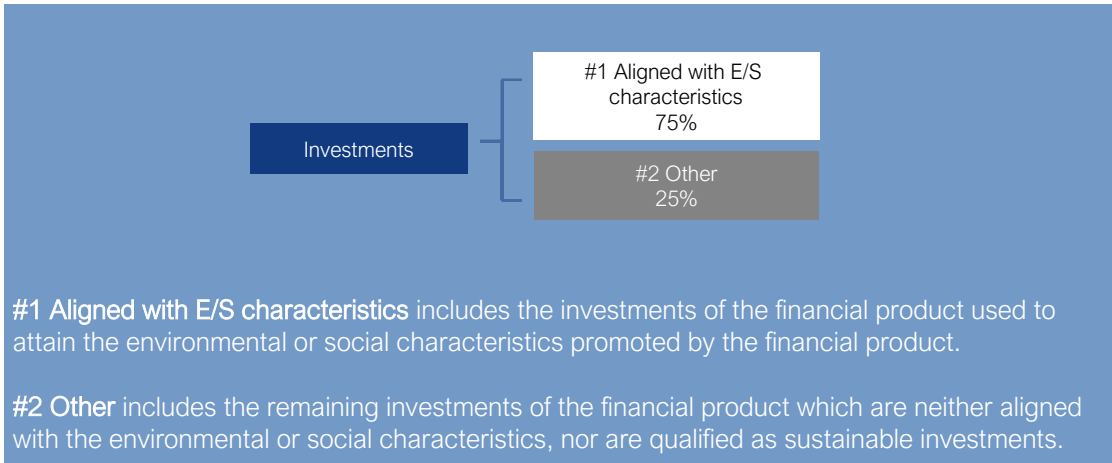 #1 Aligned with E/S
characteristics
75%
Investments
#2 Other
25%
#1 Aligned with E/S characteristics includes the investments of the financial product used to
attain the environmental or social characteristics promoted by the financial product.
#2 Other includes the remaining investments of the financial product which are neither aligned
with the environmental or social characteristics, nor are qualified as sustainable investments.